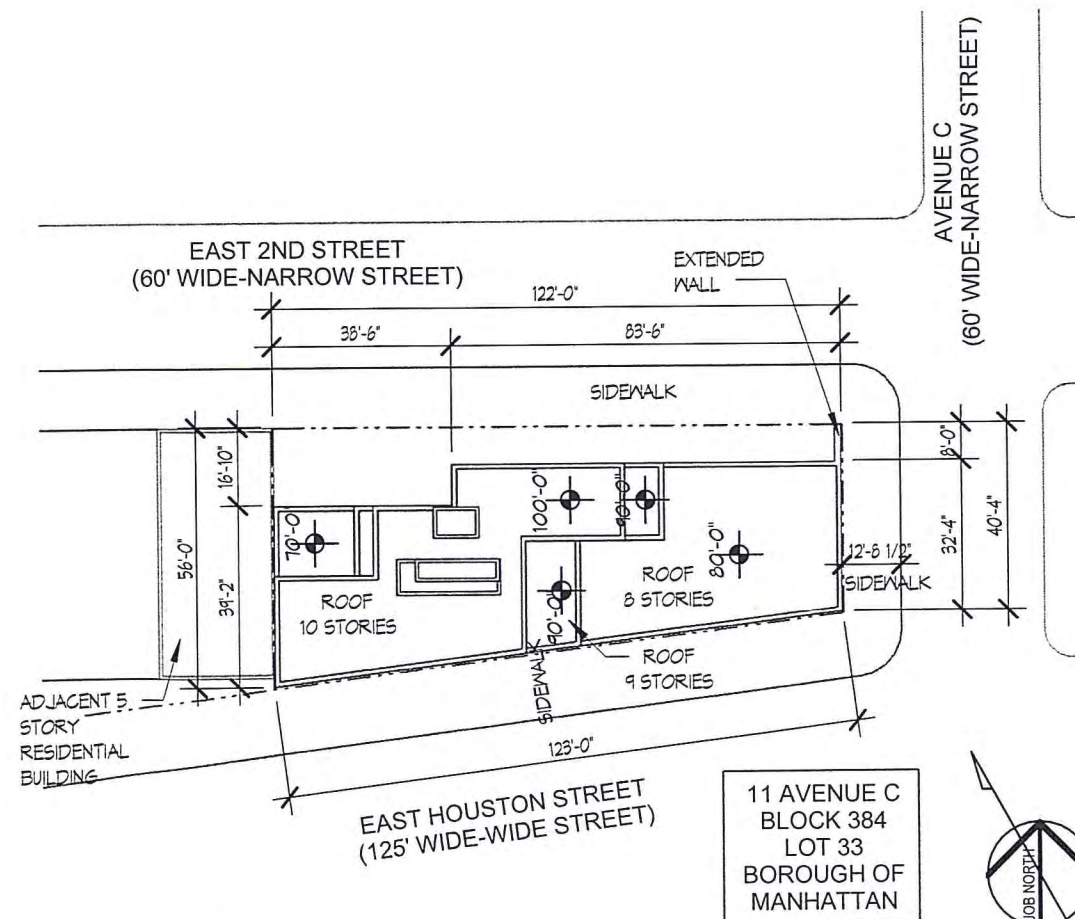 AVENUE C
(60' WIDE-NARROW STREET)
EAST 2ND STREET
(60' WIDE-NARROW STREET)
EXTENDED
WALL
122'-0"
38'-6"
83'-6"
SIDEWALK
16'-10"
56'-0"
39'-2"
8'-0"
32'-4"
40'-4"
12'-8 1/2"
SIDEWALK
70'-0
100'-0"
90'-0"
80'-0"
90'-0
ROOF
10 STORIES
ROOF
8 STORIES
ROOF
9 STORIES
SIDEWALK
ADJACENT 5
STORY
RESIDENTIAL
BUILDING
123'-0"
EAST HOUSTON STREET
(125' WIDE-WIDE STREET)
11 AVENUE C
BLOCK 384
LOT 33
BOROUGH OF
MANHATTAN
JOB NORTH